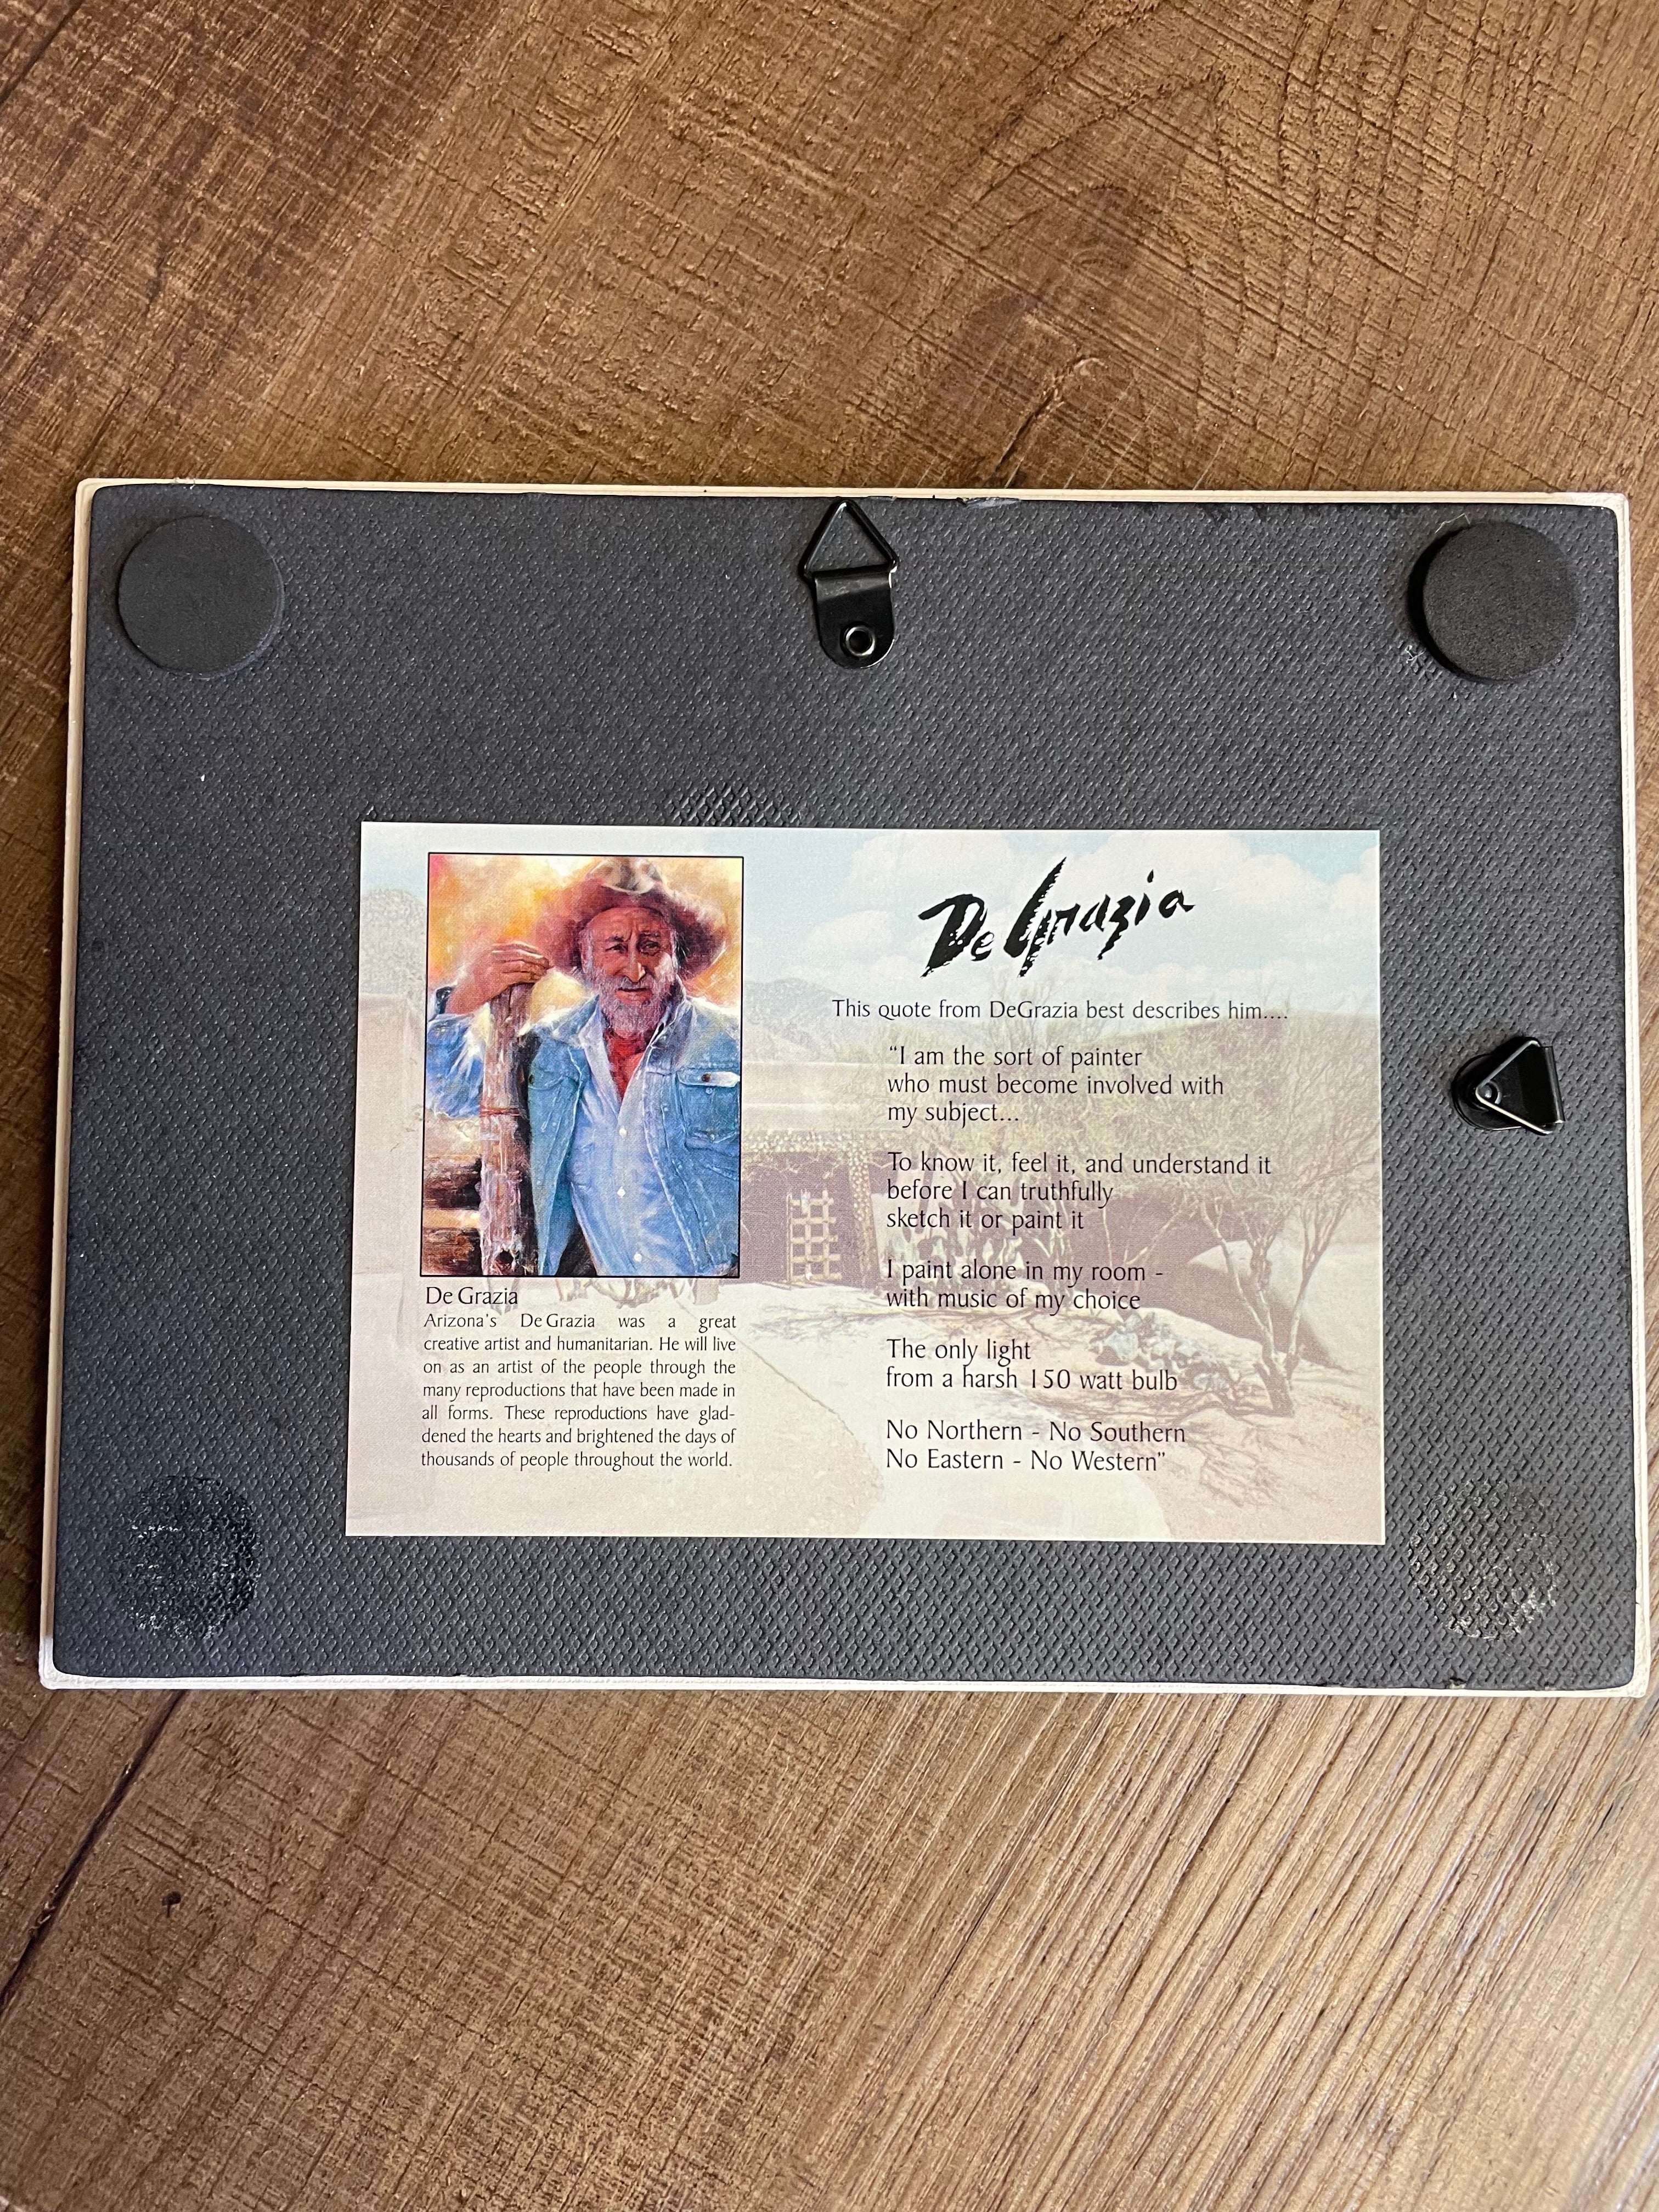 De Grazia
Arizona's De Grazia was a great
creative artist and humanitarian. He will live
on as an artist of the people through the
many reproductions that have been made in
all forms. These reproductions have glad-
dened the hearts and brightened the days of
thousands of people throughout the world.
De Grazia
This quote from DeGrazia best describes him....
“I am the sort of painter
who must become involved with
my subject...
To know it, feel it, and understand it
before I can truthfully
sketch it or paint it
I paint alone in my room -
with music of my choice
The only light
from a harsh 150 watt bulb
No Northern - No Southern
No Eastern - No Western”